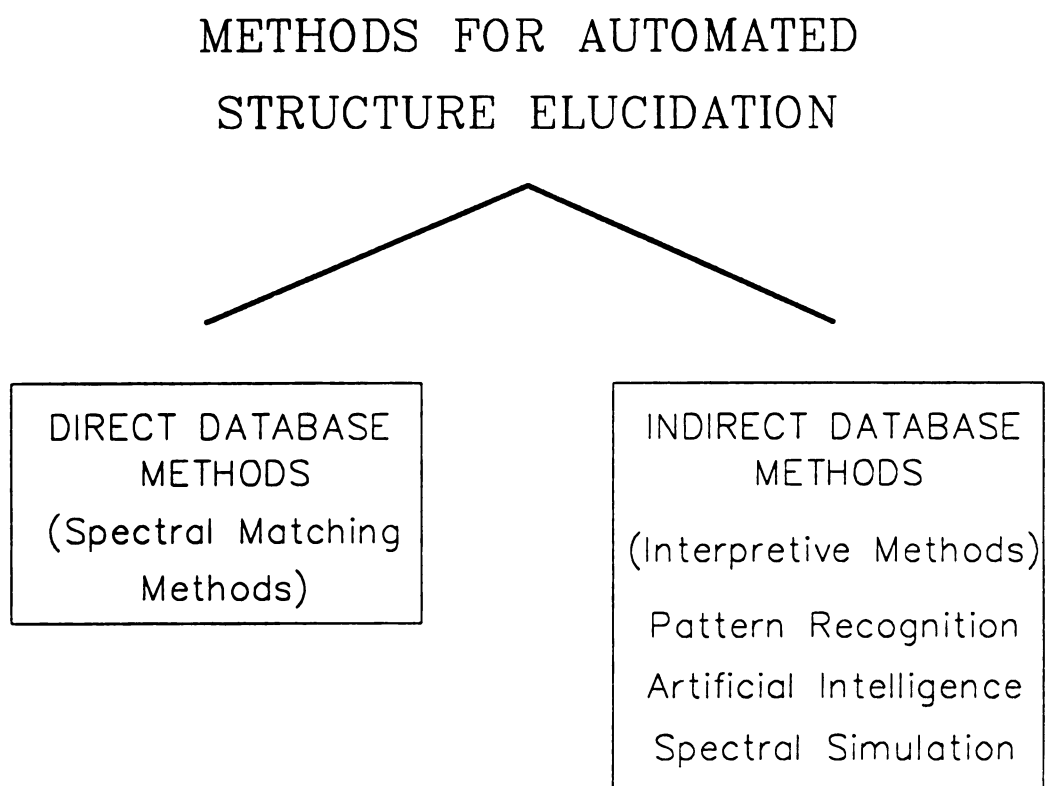 METHODS FOR AUTOMATED
STRUCTURE ELUCIDATION
DIRECT DATABASE
METHODS
(Spectral Matching
Methods)
INDIRECT DATABASE
METHODS
(Interpretive Methods)
Pattern Recognition
Artificial Intelligence
Spectral Simulation